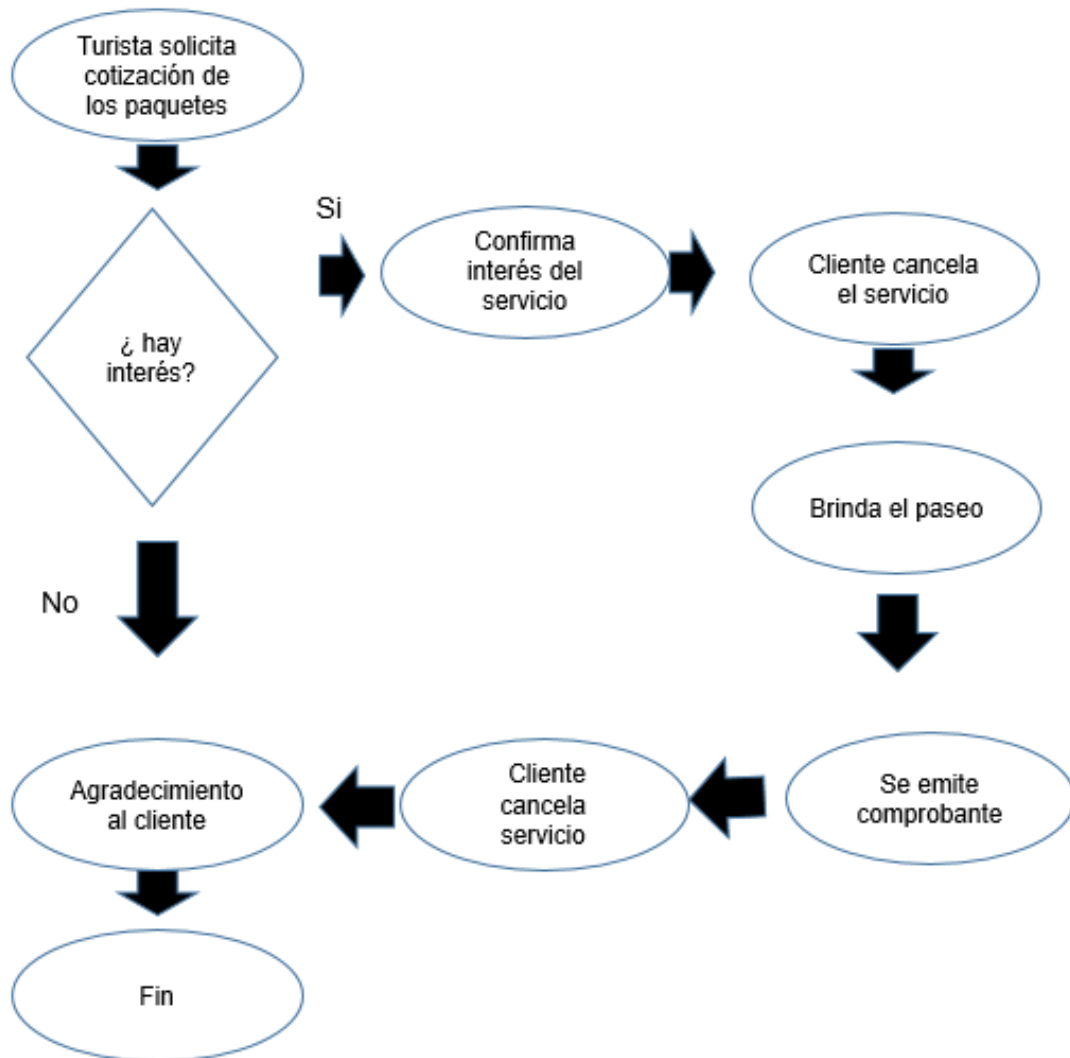 Turista solicita
cotización de
los paquetes
Si
Confirma
interés del
servicio
Cliente cancela
el servicio
¿ hay
interés?
Brinda el paseo
No
Agradecimiento
al cliente
Cliente
cancela
servicio
Se emite
comprobante
Fin